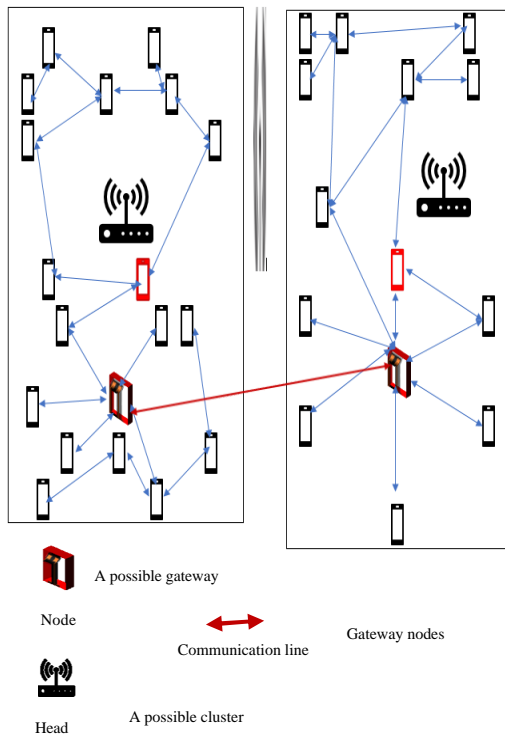 A possible gateway
Node
Gateway nodes
Communication line
A possible cluster
Head